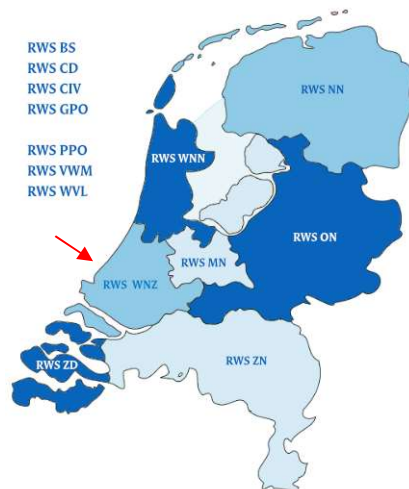 RWS BS
RWS CD
RWS CIV
RWS GPO
RWS PPO
RWS VWM
RWS WVL
RWS NN
RWS WNN
RWS ON
RWS MN
RWS WNZ
RWS ZD
RWS ZN